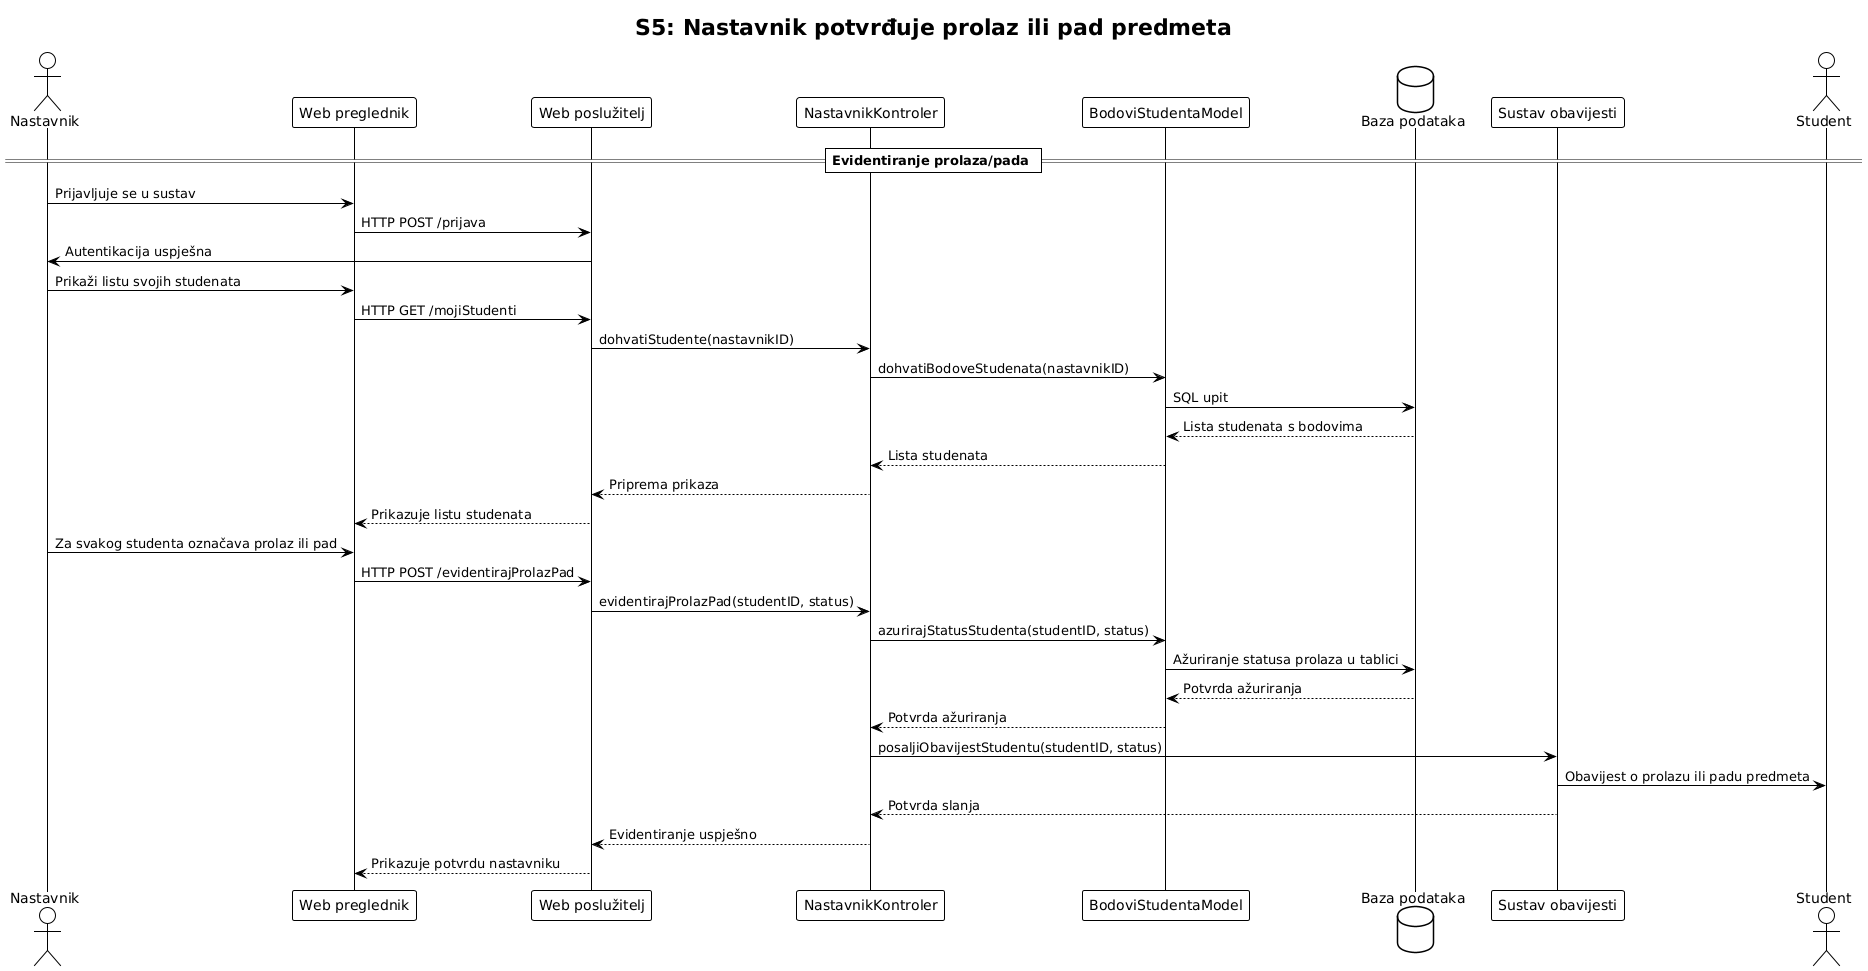 S5: Nastavnik potvrđuje prolaz ili pad predmeta
Nastavnik
Web preglednik
Web poslužitelj
NastavnikKontroler
BodoviStudentaModel
Baza podataka
Sustav obavijesti
Student
Evidentiranje prolaza/pada
Prijavljuje se u sustav
HTTP POST /prijava
Autentikacija uspješna
Prikaži listu svojih studenata
HTTP GET /mojiStudenti
dohvatiStudente(nastavnikID)
dohvatiBodoveStudenata(nastavnikID)
SQL upit
Lista studenata s bodovima
Lista studenata
Priprema prikaza
Prikazuje listu studenata
Za svakog studenta označava prolaz ili pad
HTTP POST /evidentirajProlazPad
evidentirajProlazPad(studentID, status)
azurirajStatusStudenta(studentID, status)
Ažuriranje statusa prolaza u tablici
Potvrda ažuriranja
Potvrda ažuriranja
posaljiObavijestStudentu(studentID, status)
Obavijest o prolazu ili padu predmeta
Potvrda slanja
Evidentiranje uspješno
Prikazuje potvrdu nastavniku
Nastavnik
Web preglednik
Web poslužitelj
NastavnikKontroler
BodoviStudentaModel
Baza podataka
Sustav obavijesti
Student